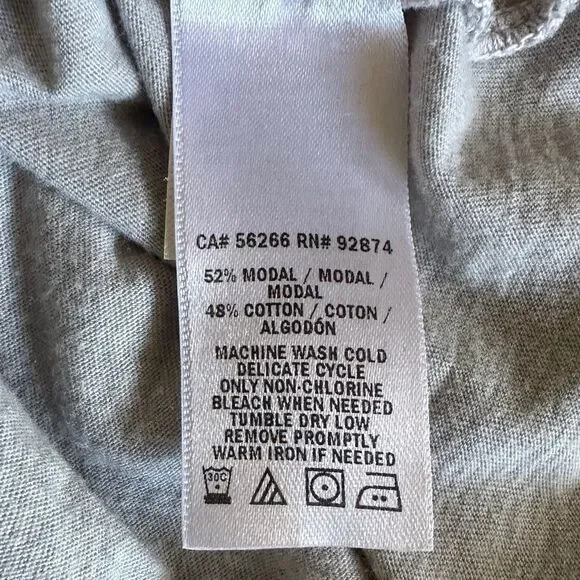 CA# 56266 RN# 92874
52% MODAL / MODAL /
MODAL
48% COTTON / COTON /
ALGODÓN
MACHINE WASH COLD
DELICATE CYCLE
ONLY NON-CHLORINE
BLEACH WHEN NEEDED
TUMBLE DRY LOW
REMOVE PROMPTLY
WARM IRON IF NEEDED
30C